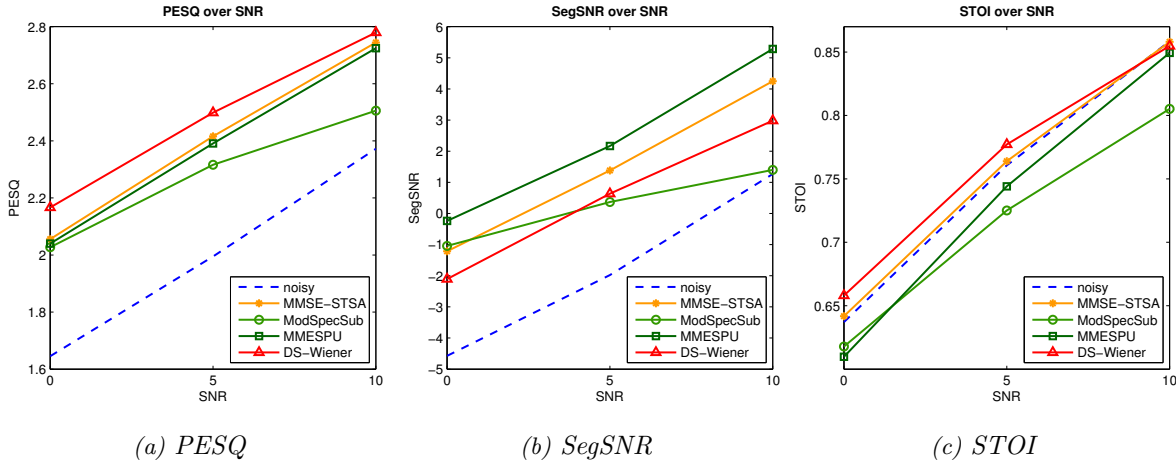 PESQ over SNR
2.8
2.6
2.4
2.2
2
1.8
1.6
PESQ
noisy
MMSE−STSA
ModSpecSub
MMESPU
DS−Wiener
0
5
10
SNR
(a) PESQ
SegSNR over SNR
6
5
4
3
2
1
0
−1
−2
−3
−4
−5
SegSNR
noisy
MMSE−STSA
ModSpecSub
MMESPU
DS−Wiener
0
5
10
SNR
(b) SegSNR
STOI over SNR
0.85
0.8
0.75
0.7
0.65
STOI
noisy
MMSE−STSA
ModSpecSub
MMESPU
DS−Wiener
0
5
10
SNR
(c) STOI